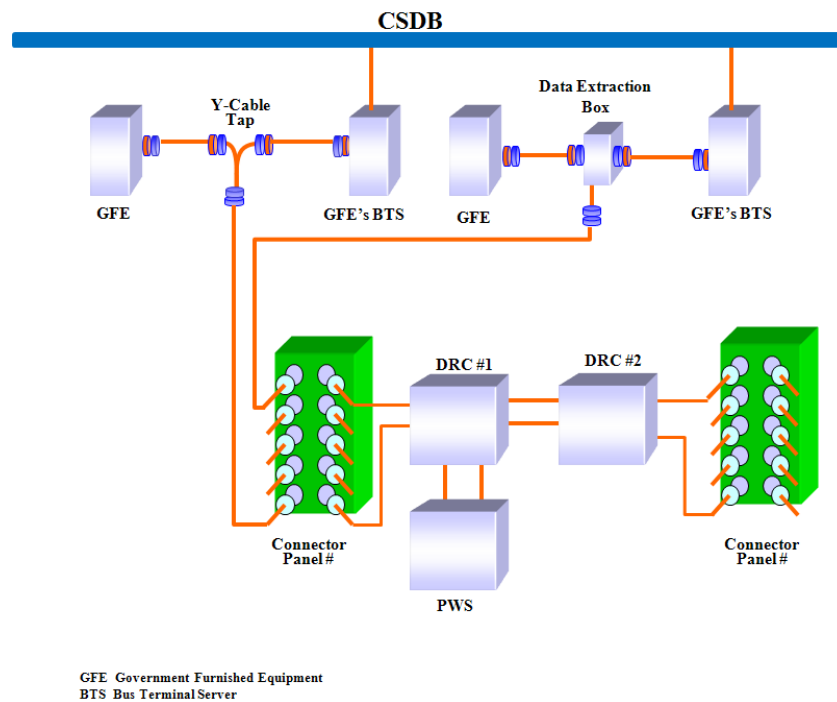 CSDB
Y-Cable
Tap
Data Extraction
Box
GFE
GFE's BTS
GFE
GFE's BTS
DRC #1
DRC #2
Connector
Panel #
PWS
Connector
Panel #
GFE Government Furnished Equipment
BTS Bus Terminal Server